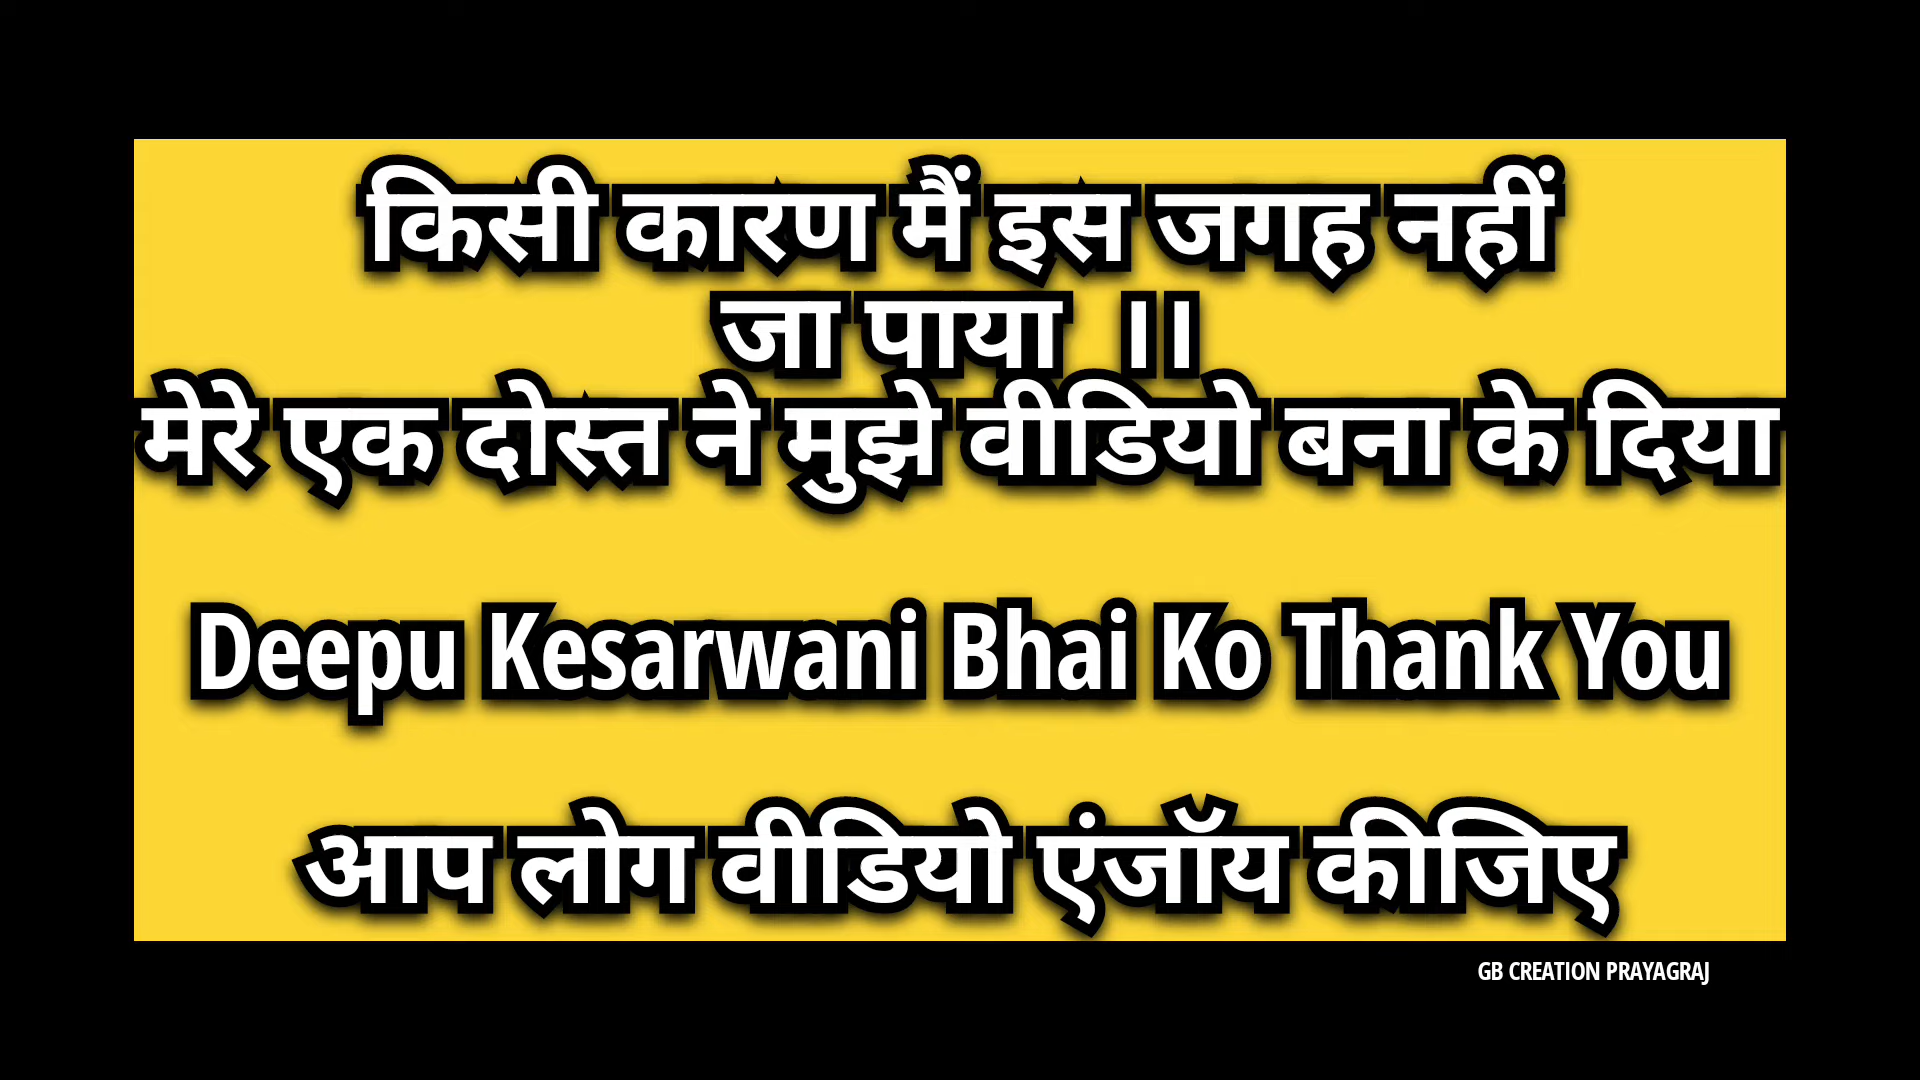 किसी कारण मैं इस जगह नहीं
जा पाया ।।
मेरे एक दोस्त ने मुझे वीडियो बना के दिया
Deepu Kesarwani Bhai Ko Thank You
आप लोग वीडियो एंजॉय कीजिए
GB CREATION PRAYAGRAJ